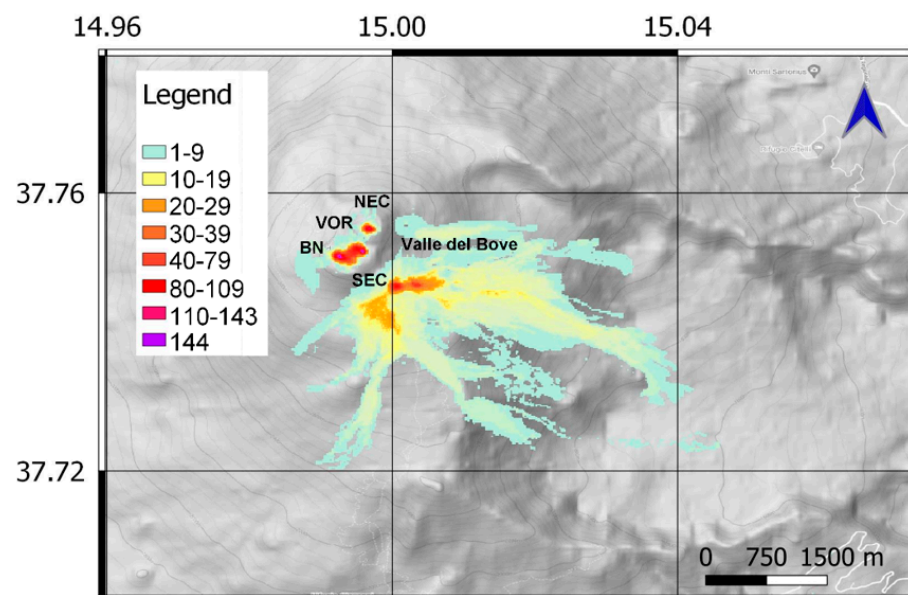 14.96 15.00 15.04
Legend
1-9
10-19
20-29
30-39
40-79
80-109
110-143
144
37.76
37.72
NEC
VOR
BN
Valle del Bove
SEC
0 750 1500 m